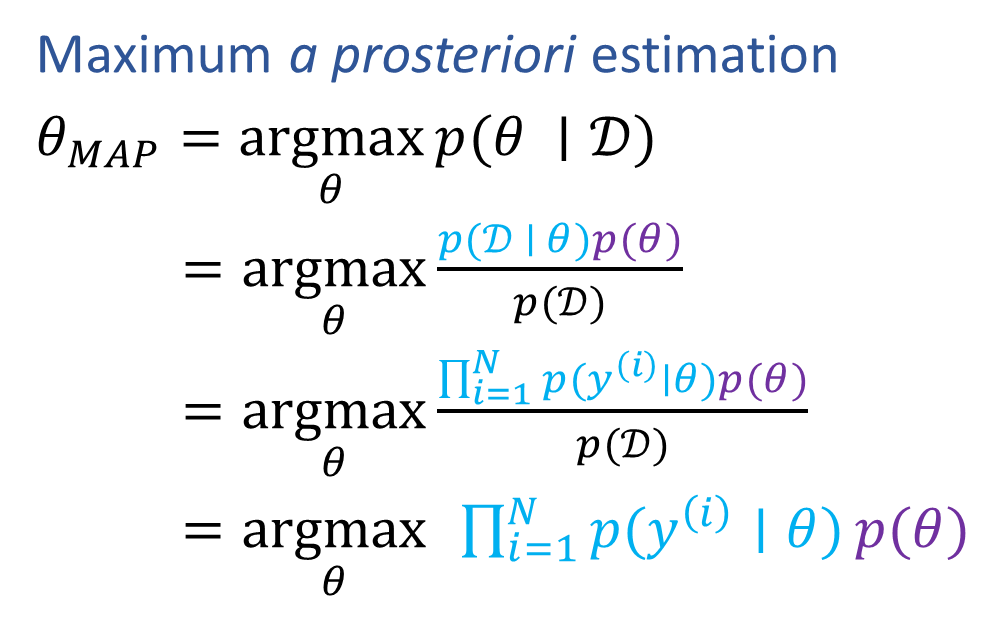 Maximum a prosteriori estimation
θ_MAP = argmax_θ p(θ | 𝒟)
= argmax_θ p(𝒟 | θ)p(θ) / p(𝒟)
= argmax_θ ∏_{i=1}^{N} p(y^{(i)}|θ)p(θ) / p(𝒟)
= argmax_θ ∏_{i=1}^{N} p(y^{(i)} | θ) p(θ)